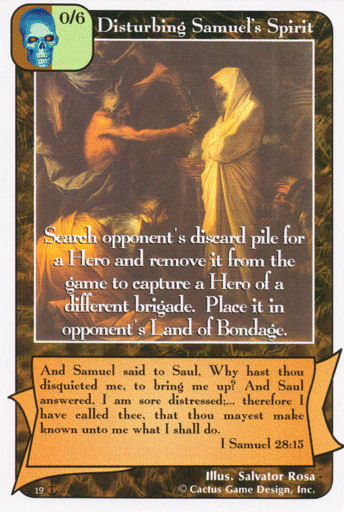 0/6
Disturbing Samuel's Spirit
Search opponent's discard pile for
a Hero and remove it from the
game to capture a Hero of a
different brigade. Place it in
opponent's Land of Bondage.
And Samuel said to Saul, Why hast thou
disquieted me, to bring me up? And Saul
answered, I am sore distressed;... therefore I
have called thee, that thou mayest make
known unto me what I shall do.
I Samuel 28:15
Illus. Salvator Rosa
19
© Cactus Game Design, Inc.